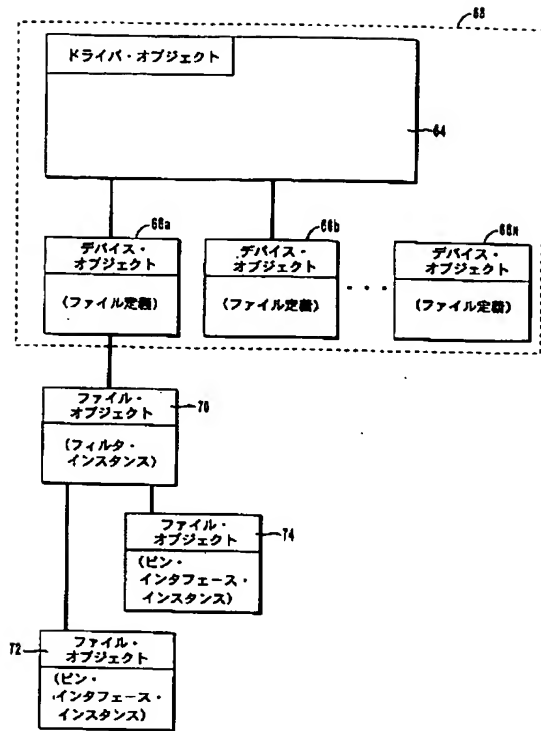 68
ドライバ・オブジェクト
64
66a
66b
66N
デバイス・
オブジェクト
(ファイル定義)
デバイス・
オブジェクト
(ファイル定義)
・・・
デバイス・
オブジェクト
(ファイル定義)
ファイル・
オブジェクト
70
(フィルタ・
インスタンス)
ファイル・
オブジェクト
74
(ピン・
インタフェース・
インスタンス)
72
ファイル・
オブジェクト
(ピン・
インタフェース・
インスタンス)